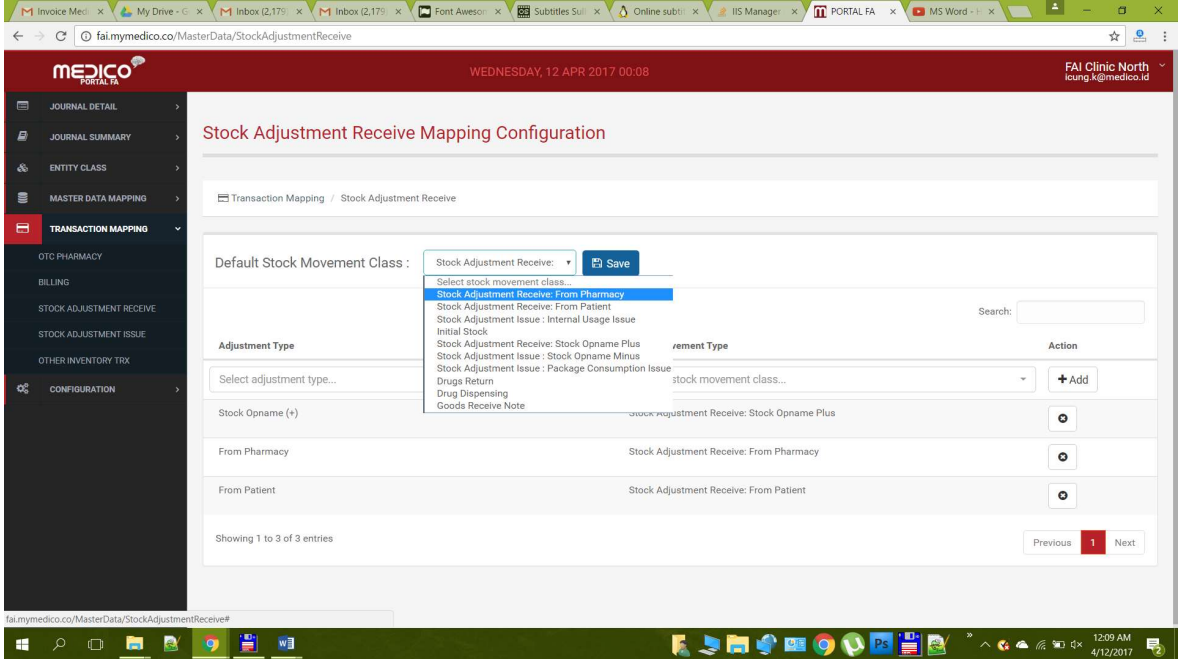 Invoice Medi
My Drive - G
Inbox (2,179)
Inbox (2,179)
Font Aweson
Subtitles Sul
Online subti
IIS Manager
PORTAL FA
MS Word - H
fai.mymedico.co/MasterData/StockAdjustmentReceive
MEDICO
PORTAL FA
WEDNESDAY, 12 APR 2017 00:08
FAI Clinic North
icung.k@medico.id
JOURNAL DETAIL
JOURNAL SUMMARY
ENTITY CLASS
MASTER DATA MAPPING
TRANSACTION MAPPING
OTC PHARMACY
BILLING
STOCK ADJUSTMENT RECEIVE
STOCK ADJUSTMENT ISSUE
OTHER INVENTORY TRX
CONFIGURATION
Stock Adjustment Receive Mapping Configuration
Transaction Mapping / Stock Adjustment Receive
Default Stock Movement Class :
Stock Adjustment Receive:
Save
Select stock movement class...
Stock Adjustment Receive: From Pharmacy
Stock Adjustment Receive: From Patient
Stock Adjustment Issue : Internal Usage Issue
Initial Stock
Stock Adjustment Receive: Stock Opname Plus
Stock Adjustment Issue : Stock Opname Minus
Stock Adjustment Issue : Package Consumption Issue
Drugs Return
Drug Dispensing
Goods Receive Note
Search:
Adjustment Type
vement Type
Action
Select adjustment type...
stock movement class...
+Add
Stock Opname (+)
Stock Adjustment Receive: Stock Opname Plus
From Pharmacy
Stock Adjustment Receive: From Pharmacy
From Patient
Stock Adjustment Receive: From Patient
Showing 1 to 3 of 3 entries
Previous 1 Next
fai.mymedico.co/MasterData/StockAdjustmentReceive#
Ps
12:09 AM
4/12/2017